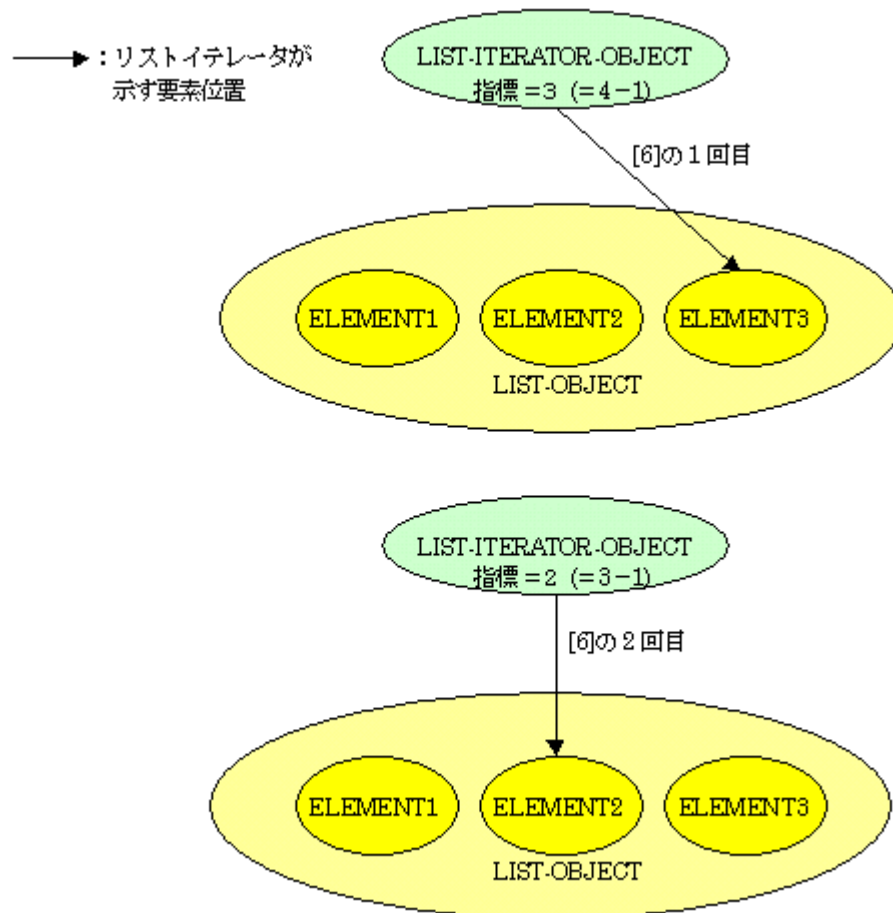 ：リストイテレータが
示す要素位置
LIST-ITERATOR-OBJECT
指標＝3 (＝4－1)
[6]の１回目
ELEMENT1 ELEMENT2 ELEMENT3
LIST-OBJECT
LIST-ITERATOR-OBJECT
指標＝2 (＝3－1)
[6]の２回目
ELEMENT1 ELEMENT2 ELEMENT3
LIST-OBJECT